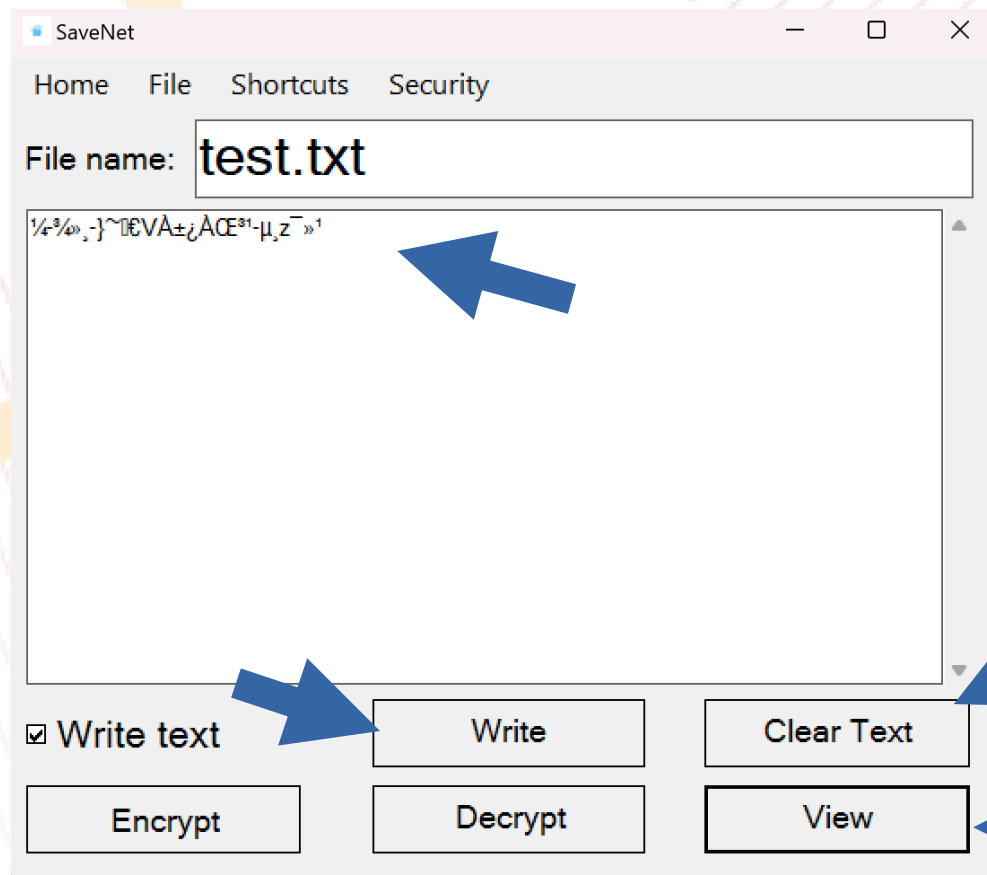 SaveNet
Home File Shortcuts Security
File name: test.txt
¼-¾»¸-}~€VÀ±¿ÀŒ³¹-µ¸z¯»¹
Write text
Write
Clear Text
Encrypt
Decrypt
View